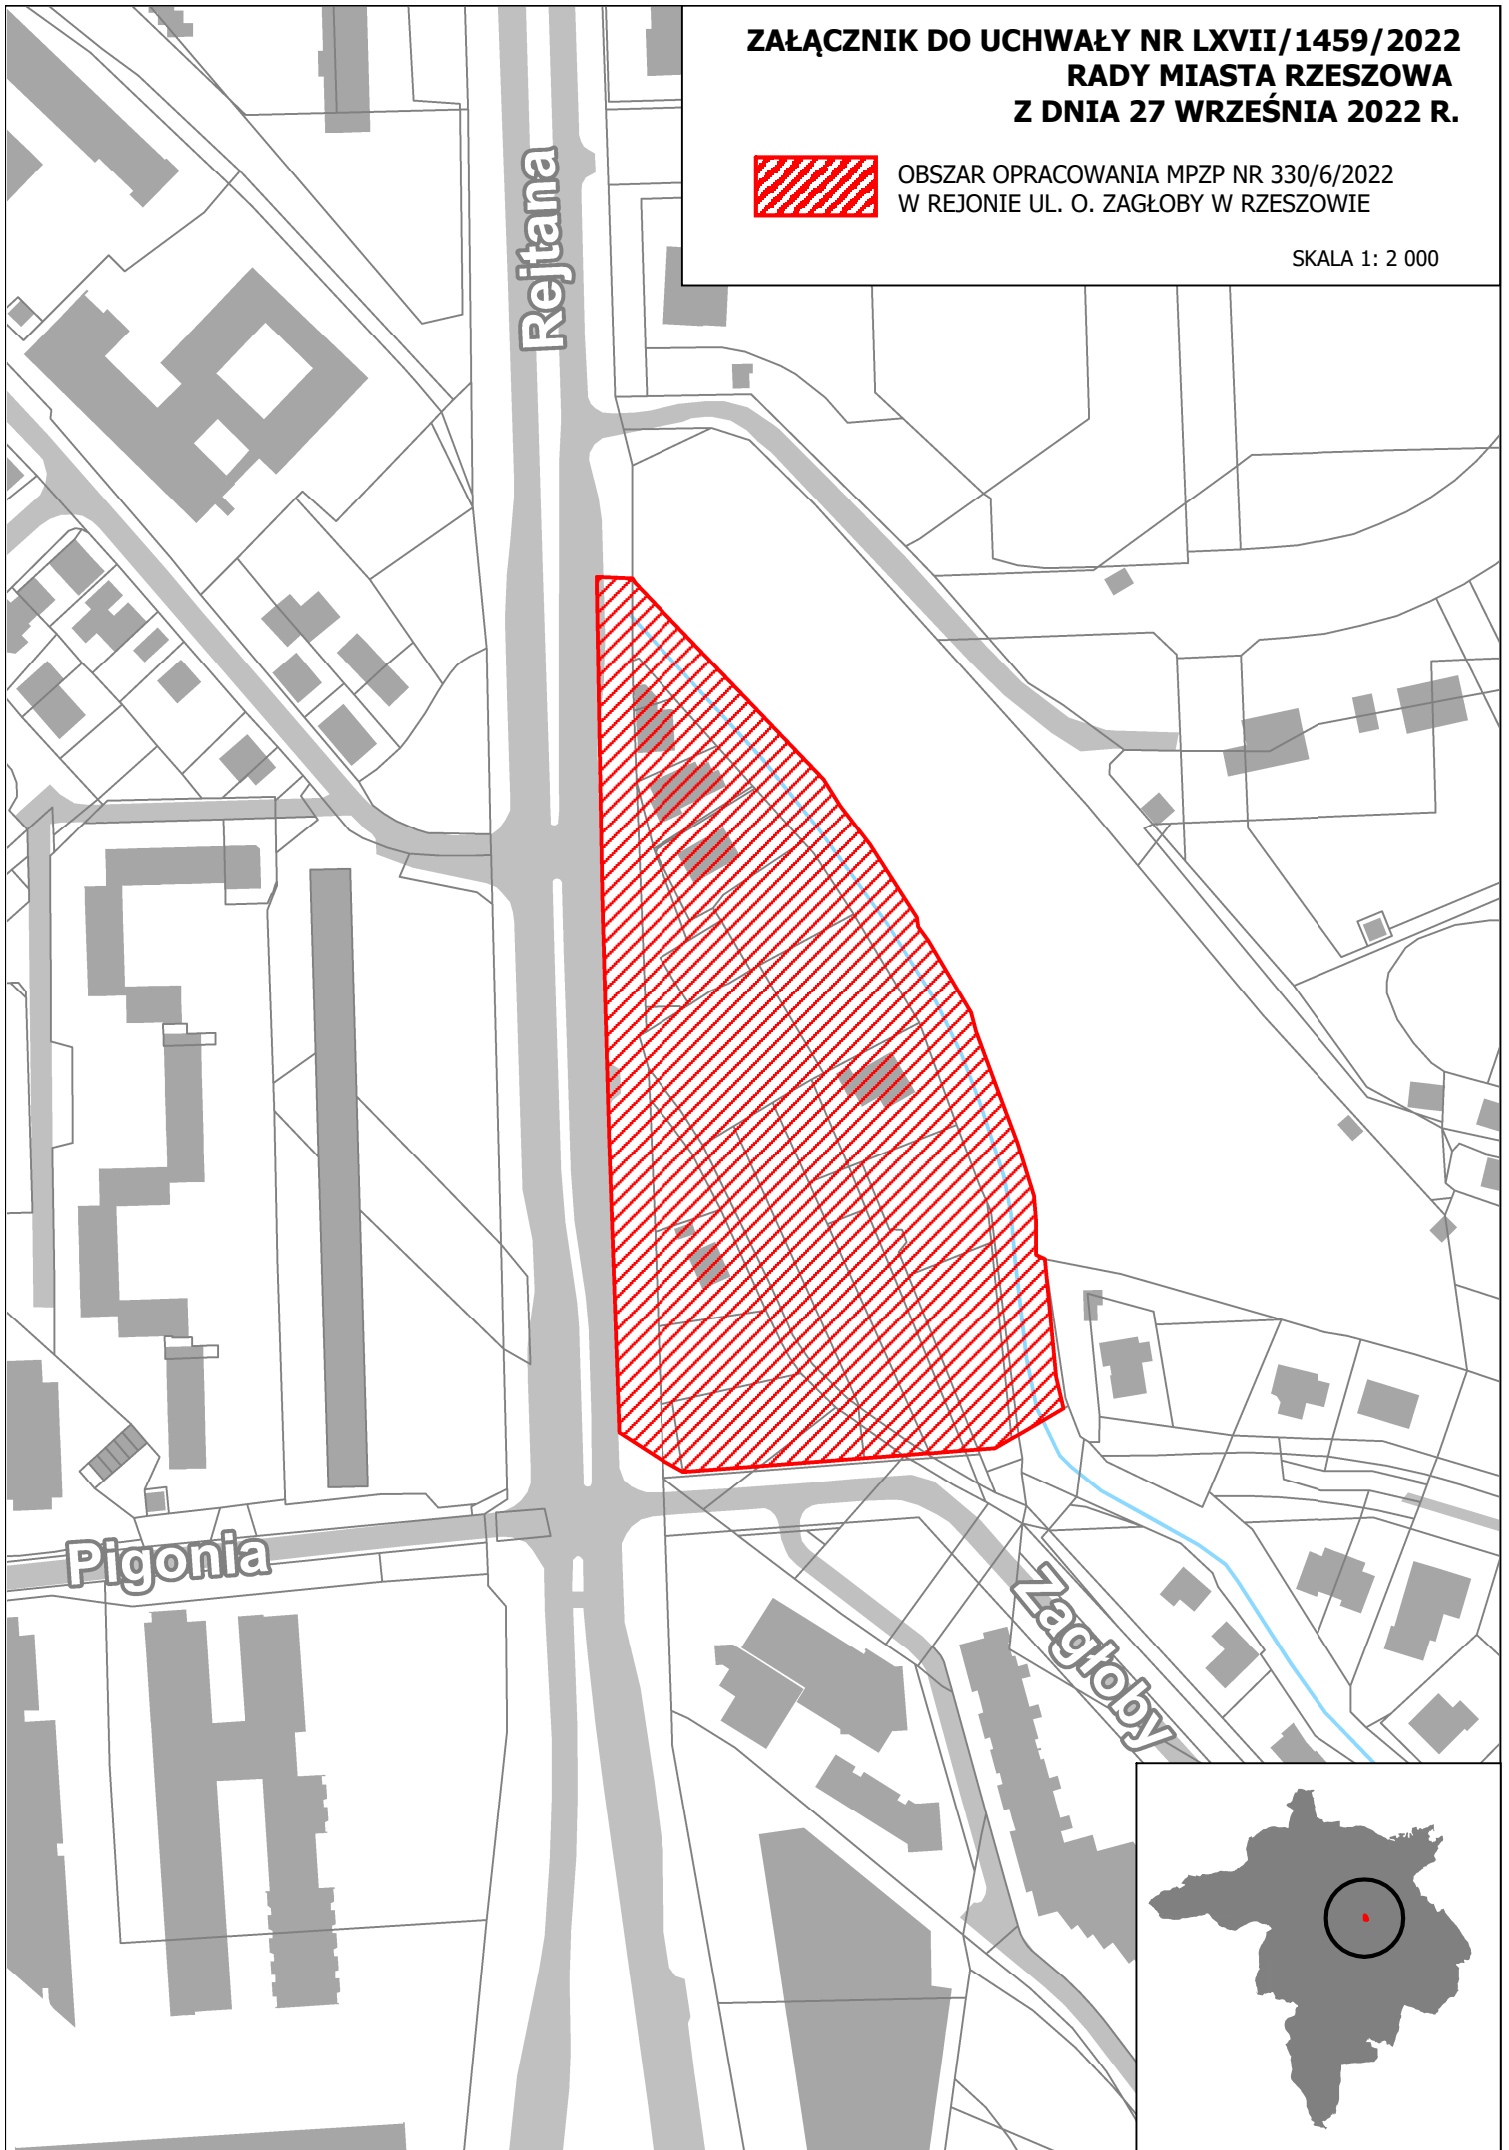 ZAŁĄCZNIK DO UCHWAŁY NR LXVII/1459/2022
RADY MIASTA RZESZOWA
Z DNIA 27 WRZEŚNIA 2022 R.
OBSZAR OPRACOWANIA MPZP NR 330/6/2022
W REJONIE UL. O. ZAGŁOBY W RZESZOWIE
SKALA 1: 2 000
Rejtana
Pigonia
Zagłoby